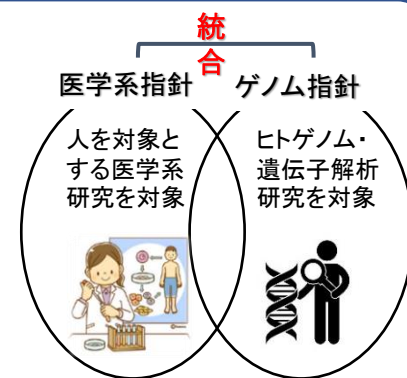 統
合
医学系指針
ゲノム指針
人を対象と
する医学系
研究を対象
ヒトゲノム・
遺伝子解析
研究を対象